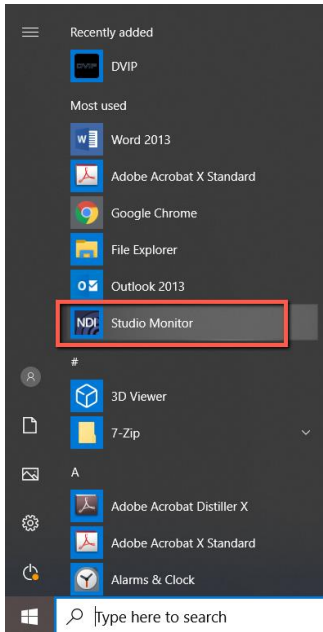 Recently added
DVIP
DVIP
Most used
W
Word 2013
Adobe Acrobat X Standard
Google Chrome
File Explorer
O
Outlook 2013
NDI
Studio Monitor
#
3D Viewer
7-Zip
A
Adobe Acrobat Distiller X
Adobe Acrobat X Standard
Alarms & Clock
Type here to search